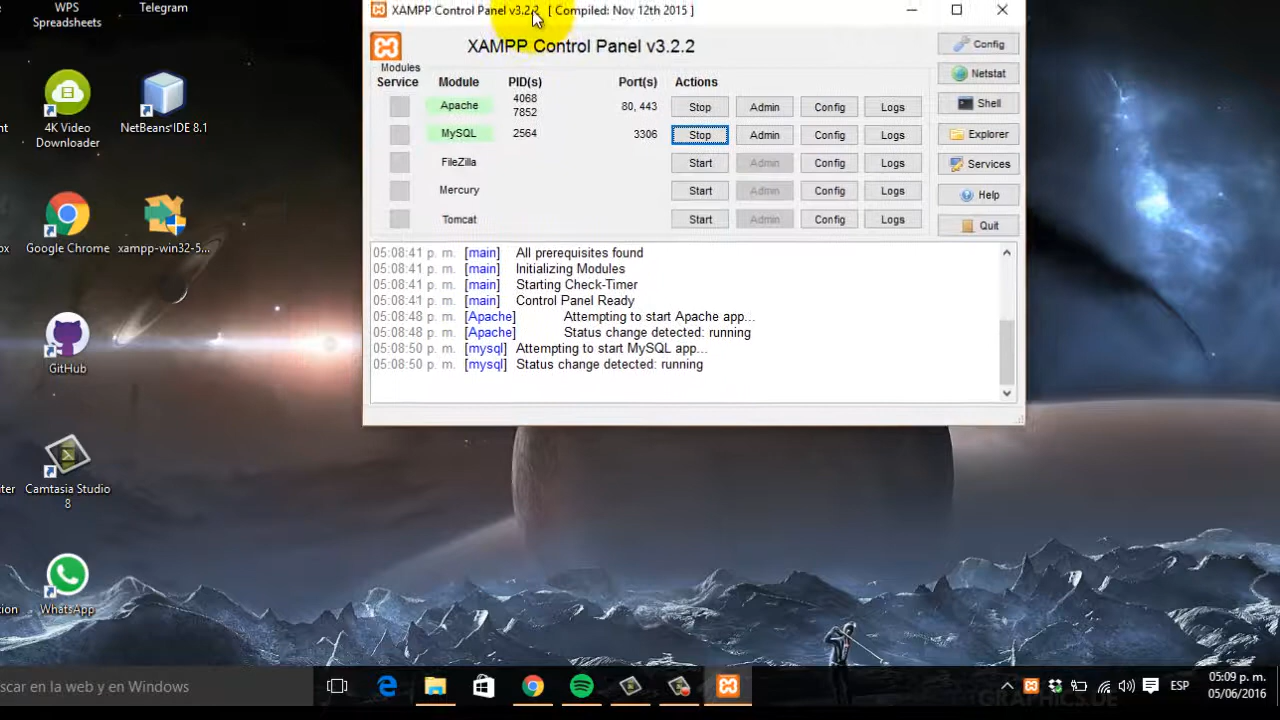 WPS
Spreadsheets
Telegram
nt
4K Video
Downloader
NetBeans IDE 8.1
ox
Google Chrome
xampp-win32-5...
GitHub
uter
Camtasia Studio
8
tion
WhatsApp
XAMPP Control Panel v3.2.2 [ Compiled: Nov 12th 2015 ]
XAMPP Control Panel v3.2.2
Modules
Service Module PID(s) Port(s) Actions
Apache 4068 7852 80, 443 Stop Admin Config Logs
MySQL 2564 3306 Stop Admin Config Logs
FileZilla Start Admin Config Logs
Mercury Start Admin Config Logs
Tomcat Start Admin Config Logs
Config
Netstat
Shell
Explorer
Services
Help
Quit
05:08:41 p. m. [main] All prerequisites found
05:08:41 p. m. [main] Initializing Modules
05:08:41 p. m. [main] Starting Check-Timer
05:08:41 p. m. [main] Control Panel Ready
05:08:48 p. m. [Apache] Attempting to start Apache app...
05:08:48 p. m. [Apache] Status change detected: running
05:08:50 p. m. [mysql] Attempting to start MySQL app...
05:08:50 p. m. [mysql] Status change detected: running
scar en la web y en Windows
ESP
05:09 p. m.
05/06/2016